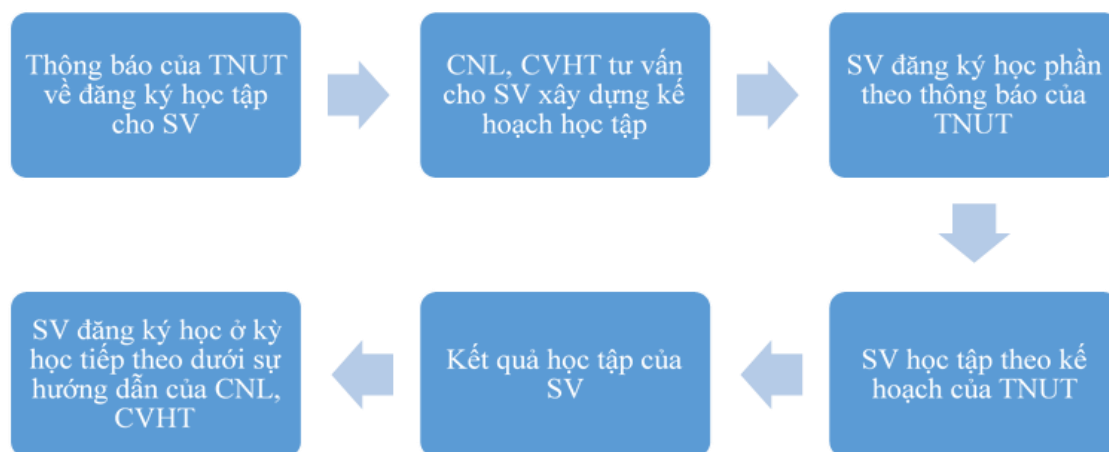 Thông báo của TNUT
về đăng ký học tập
cho SV
CNL, CVHT tư vấn
cho SV xây dựng kế
hoạch học tập
SV đăng ký học phần
theo thông báo của
TNUT
SV học tập theo kế
hoạch của TNUT
Kết quả học tập của
SV
SV đăng ký học ở kỳ
học tiếp theo dưới sự
hướng dẫn của CNL,
CVHT